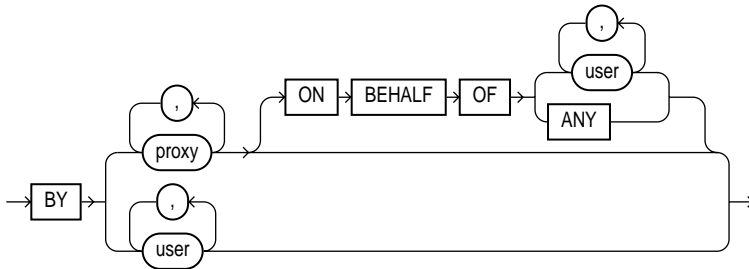 ,
user
ON BEHALF OF
ANY
,
proxy
BY
,
user